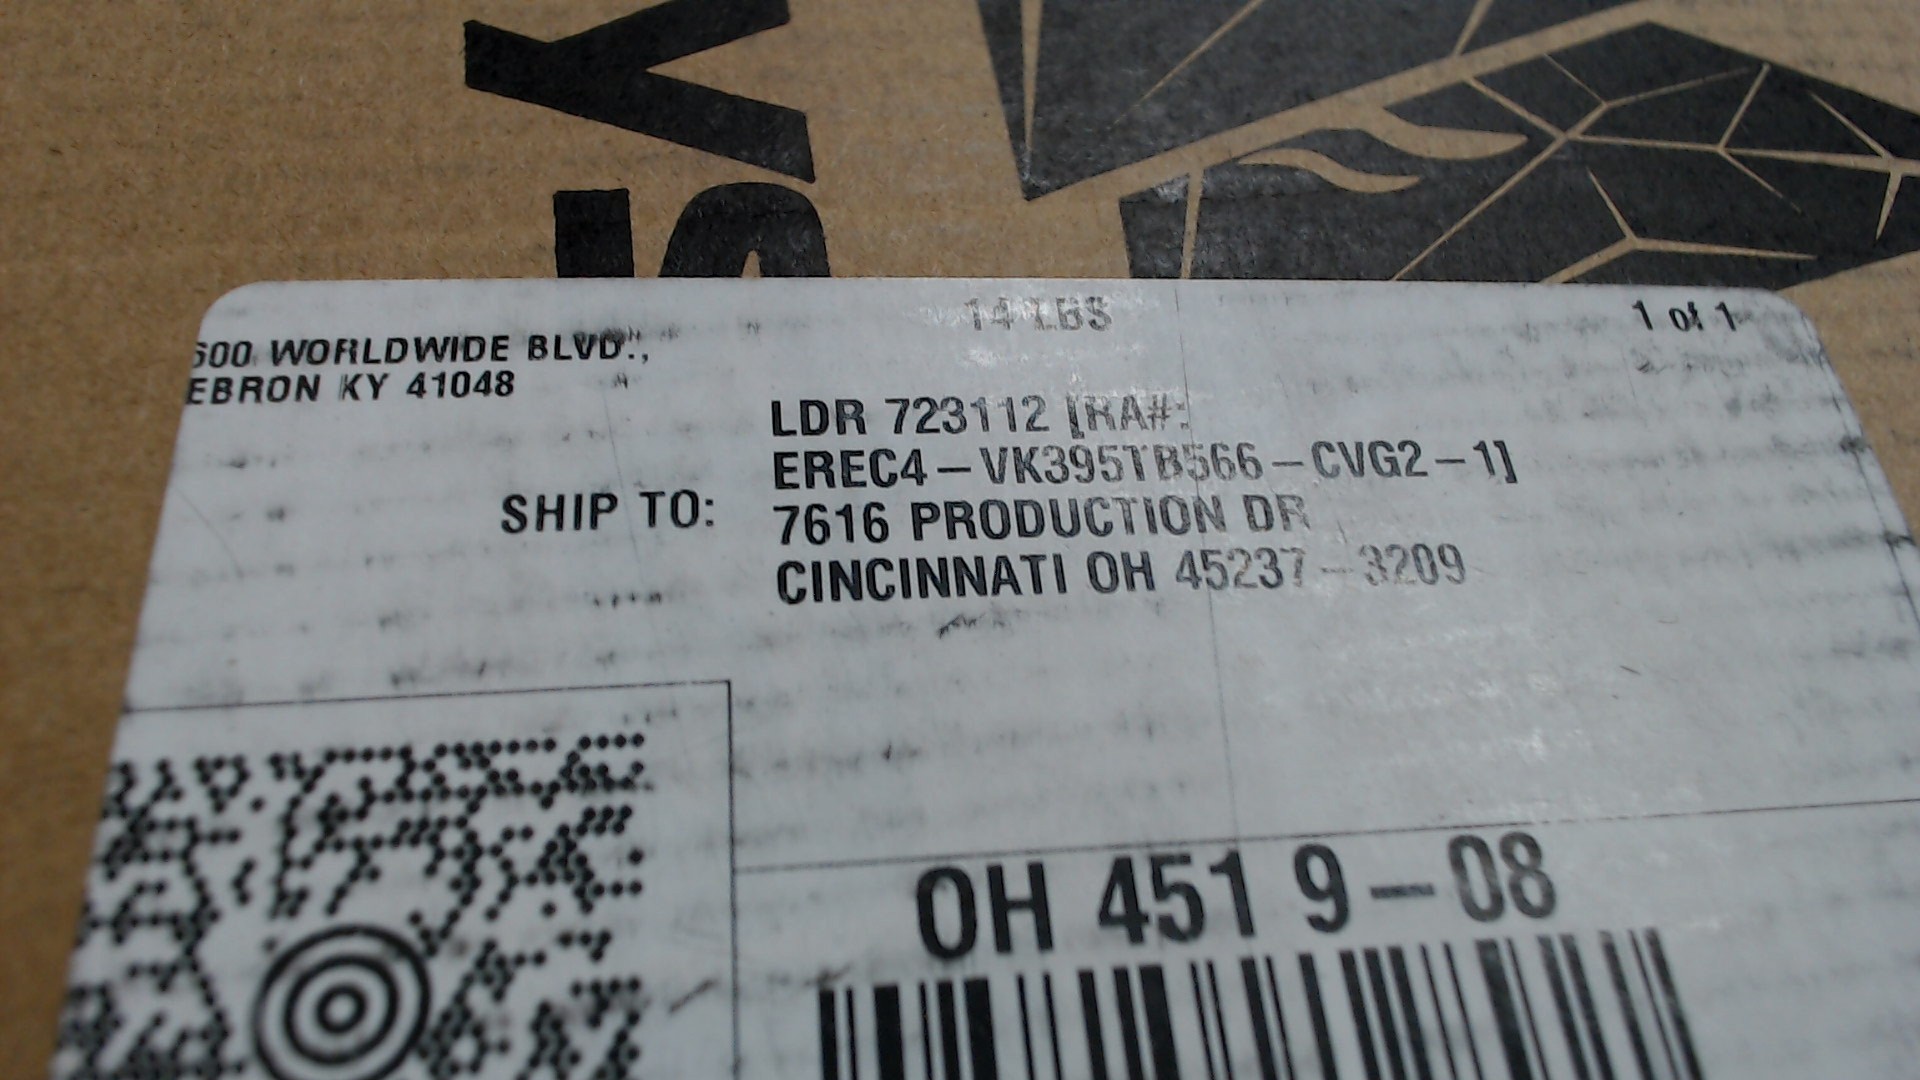 14 LBS
1 of 1
600 WORLDWIDE BLVD.,
EBRON KY 41048
LDR 723112 [RA#:
EREC4-VK395TB566-CVG2-1]
SHIP TO:
7616 PRODUCTION DR
CINCINNATI OH 45237-3209
OH 451 9-08